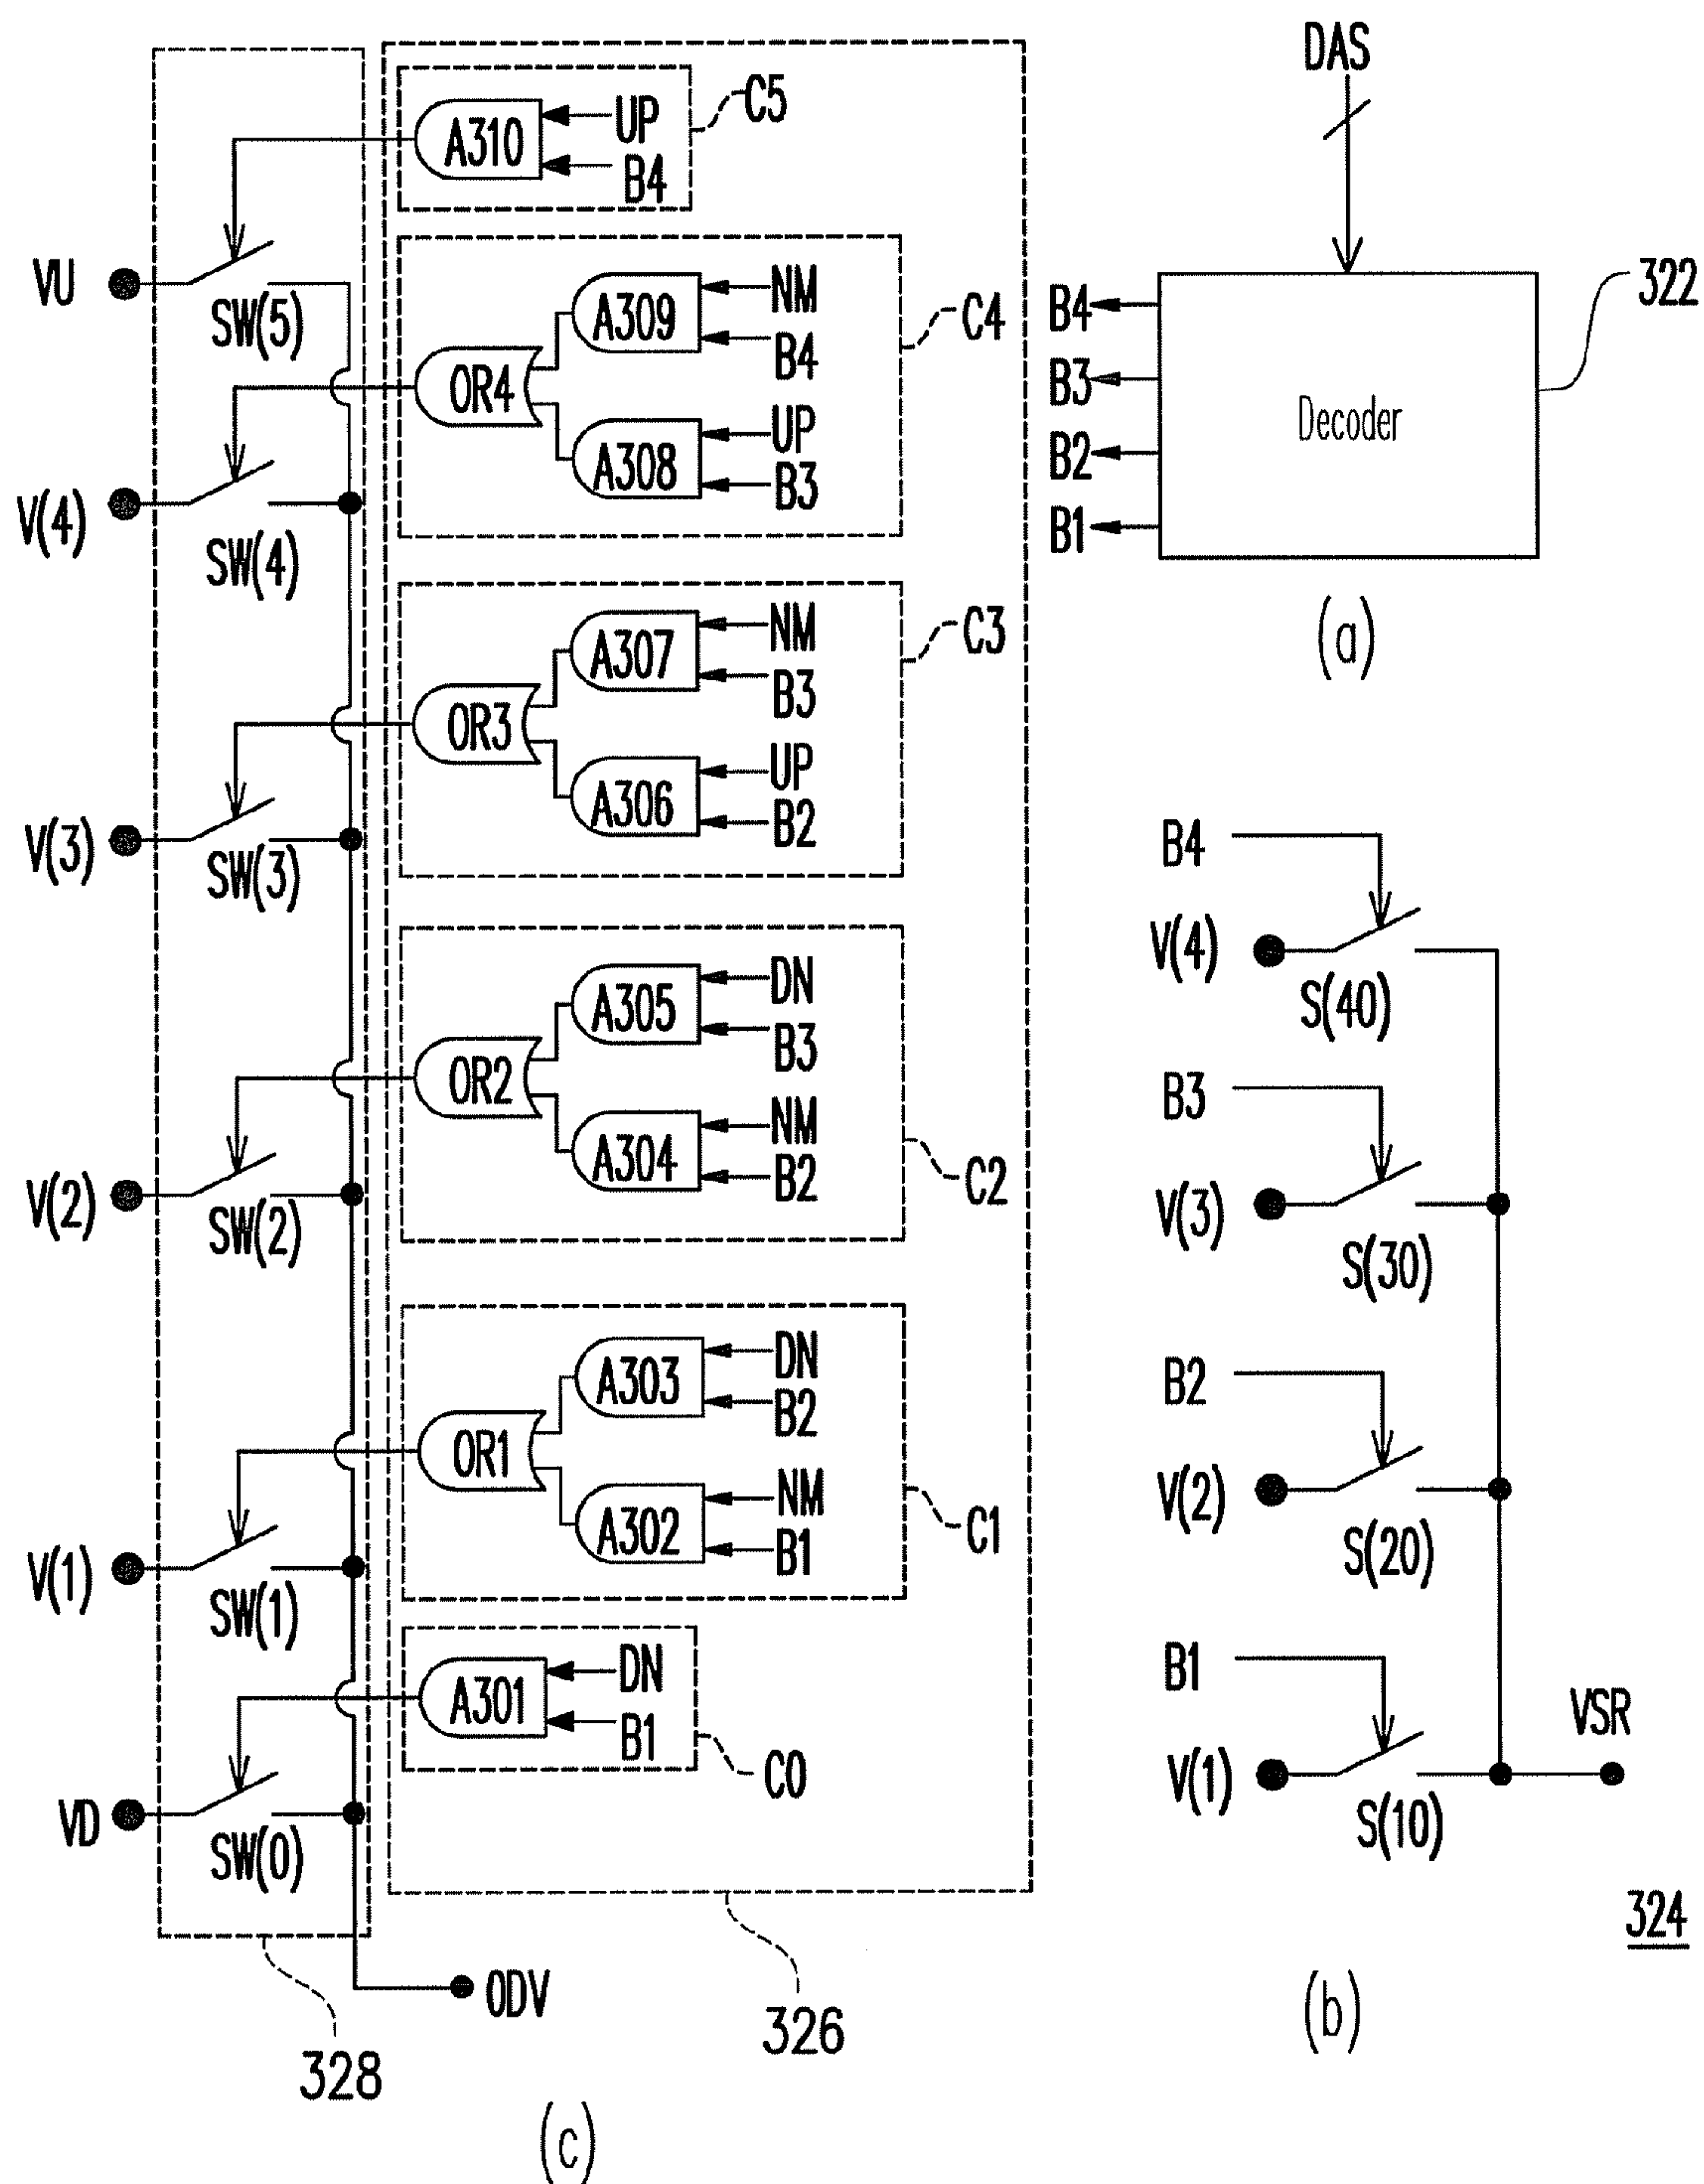 DAS
322
B4
B3
B2
B1
Decoder
(a)
B4
V(4)
S(40)
B3
V(3)
S(30)
B2
V(2)
S(20)
B1
V(1)
S(10)
VSR
324
(b)
VU
SW(5)
V(4)
SW(4)
V(3)
SW(3)
V(2)
SW(2)
V(1)
SW(1)
VD
SW(0)
ODV
328
A310
UP
B4
C5
OR4
A309
NM
B4
A308
UP
B3
C4
OR3
A307
NM
B3
A306
UP
B2
C3
OR2
A305
DN
B3
A304
NM
B2
C2
OR1
A303
DN
B2
A302
NM
B1
C1
A301
DN
B1
C0
326
(c)